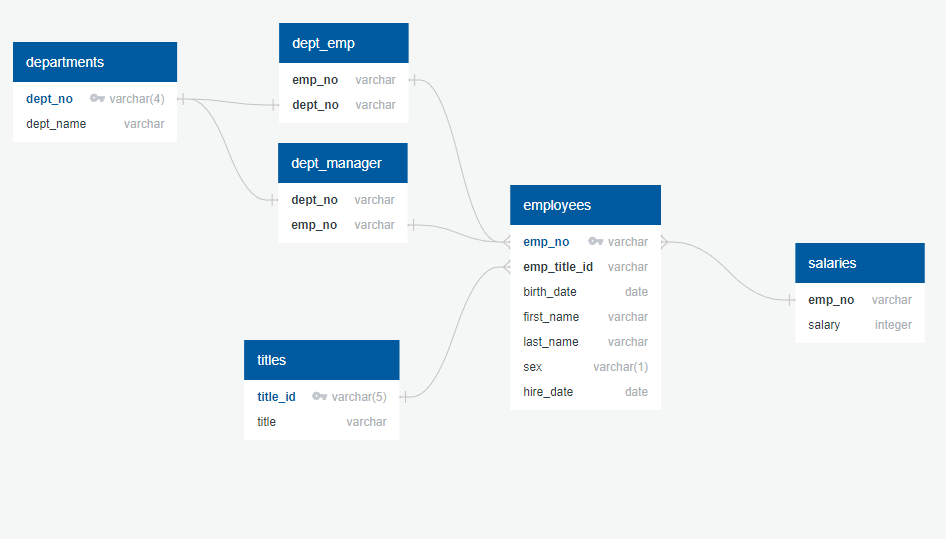 departments
dept_no varchar(4)
dept_name varchar
dept_emp
emp_no varchar
dept_no varchar
dept_manager
dept_no varchar
emp_no varchar
employees
emp_no varchar
emp_title_id varchar
birth_date date
first_name varchar
last_name varchar
sex varchar(1)
hire_date date
salaries
emp_no varchar
salary integer
titles
title_id varchar(5)
title varchar